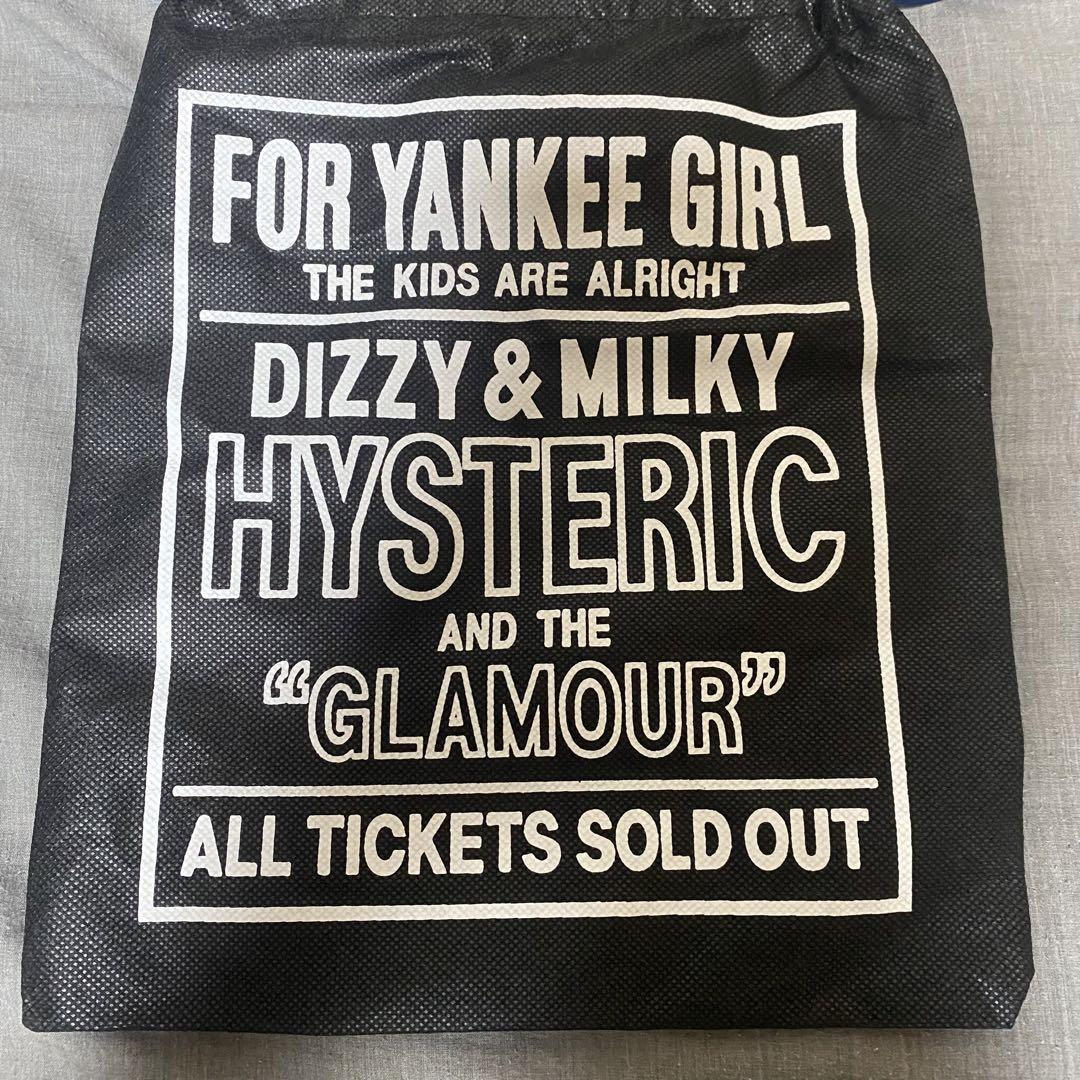 FOR YANKEE GIRL
THE KIDS ARE ALRIGHT
DIZZY & MILKY
HYSTERIC
AND THE
“GLAMOUR”
ALL TICKETS SOLD OUT